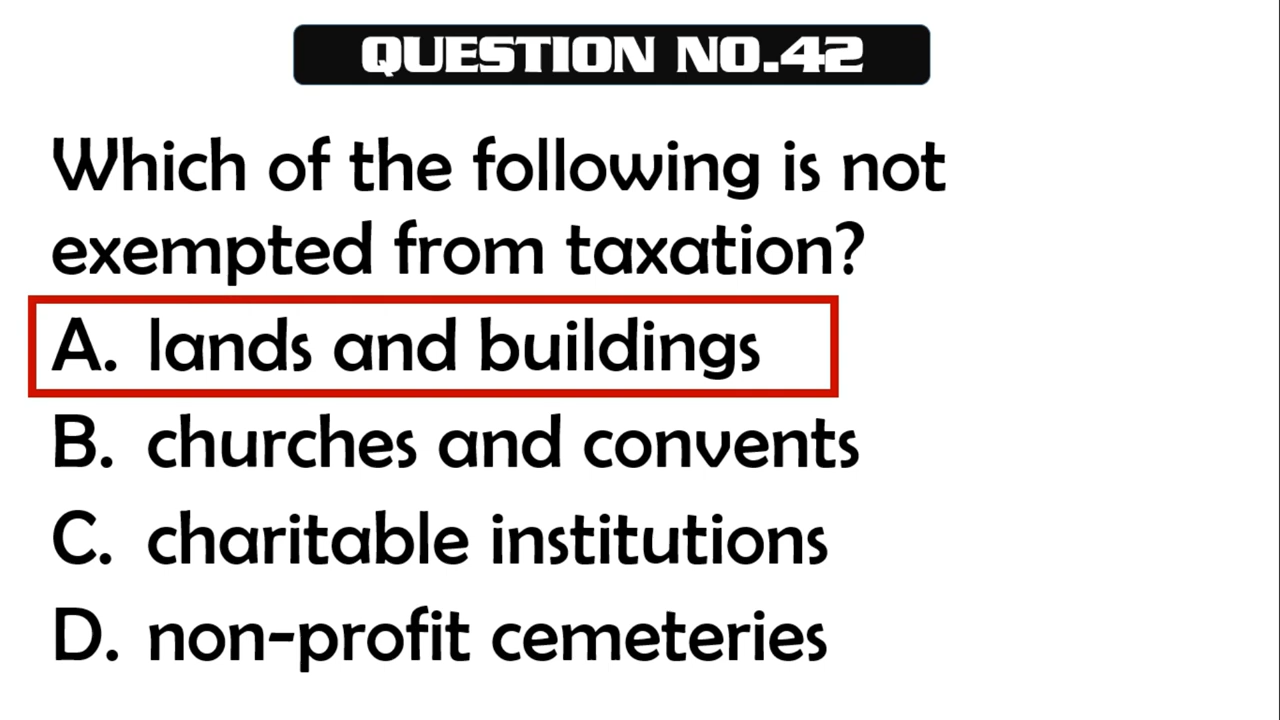 QUESTION NO.42
Which of the following is not
exempted from taxation?
A. lands and buildings
B. churches and convents
C. charitable institutions
D. non-profit cemeteries